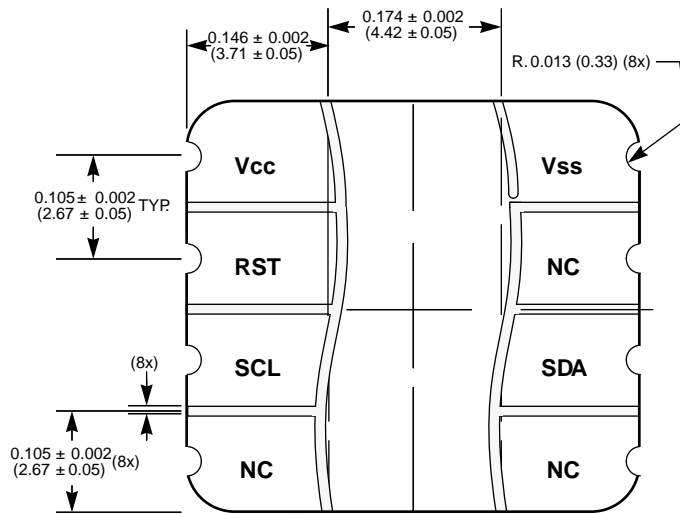 0.146 ± 0.002
(3.71 ± 0.05)
0.174 ± 0.002
(4.42 ± 0.05)
R. 0.013 (0.33) (8x)
Vcc
Vss
0.105 ± 0.002 TYP.
(2.67 ± 0.05)
RST
NC
SCL
SDA
(8x)
0.105 ± 0.002 (8x)
(2.67 ± 0.05)
NC
NC